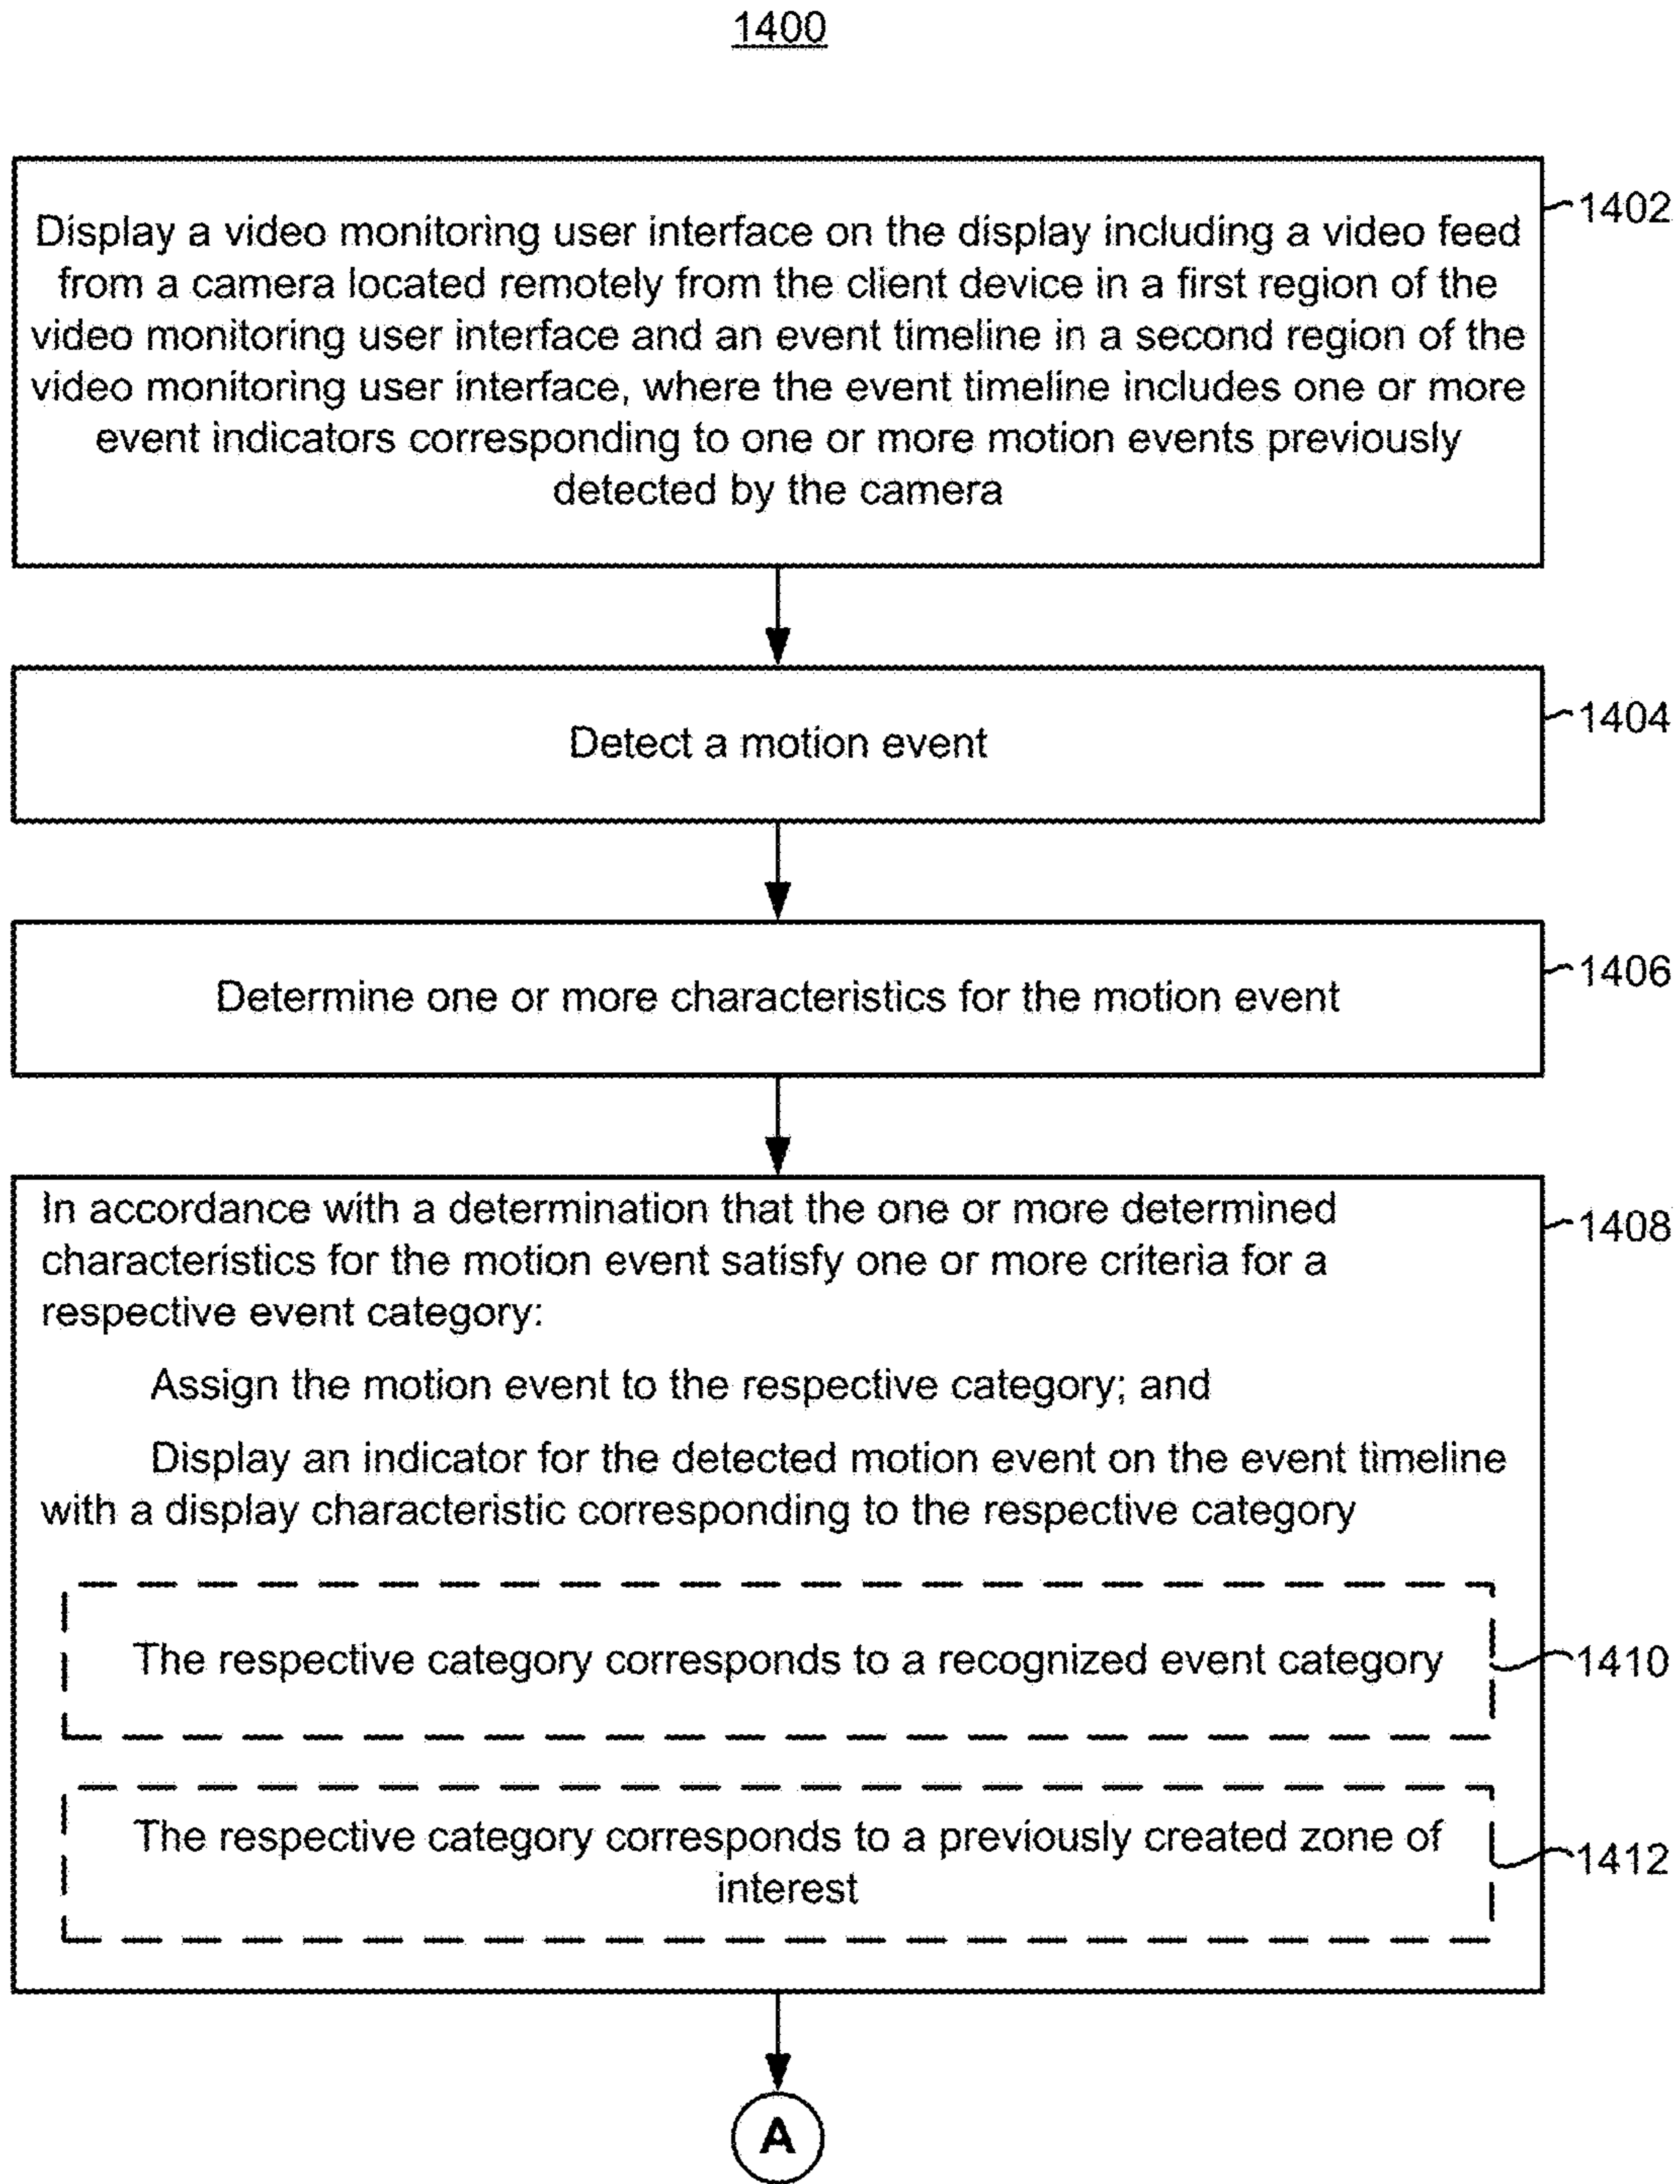 1400
Display a video monitoring user interface on the display including a video feed
from a camera located remotely from the client device in a first region of the
video monitoring user interface and an event timeline in a second region of the
video monitoring user interface, where the event timeline includes one or more
event indicators corresponding to one or more motion events previously
detected by the camera
1402
Detect a motion event
1404
Determine one or more characteristics for the motion event
1406
In accordance with a determination that the one or more determined
characteristics for the motion event satisfy one or more criteria for a
respective event category:
1408
Assign the motion event to the respective category; and
Display an indicator for the detected motion event on the event timeline
with a display characteristic corresponding to the respective category
The respective category corresponds to a recognized event category
1410
The respective category corresponds to a previously created zone of
interest
1412
A